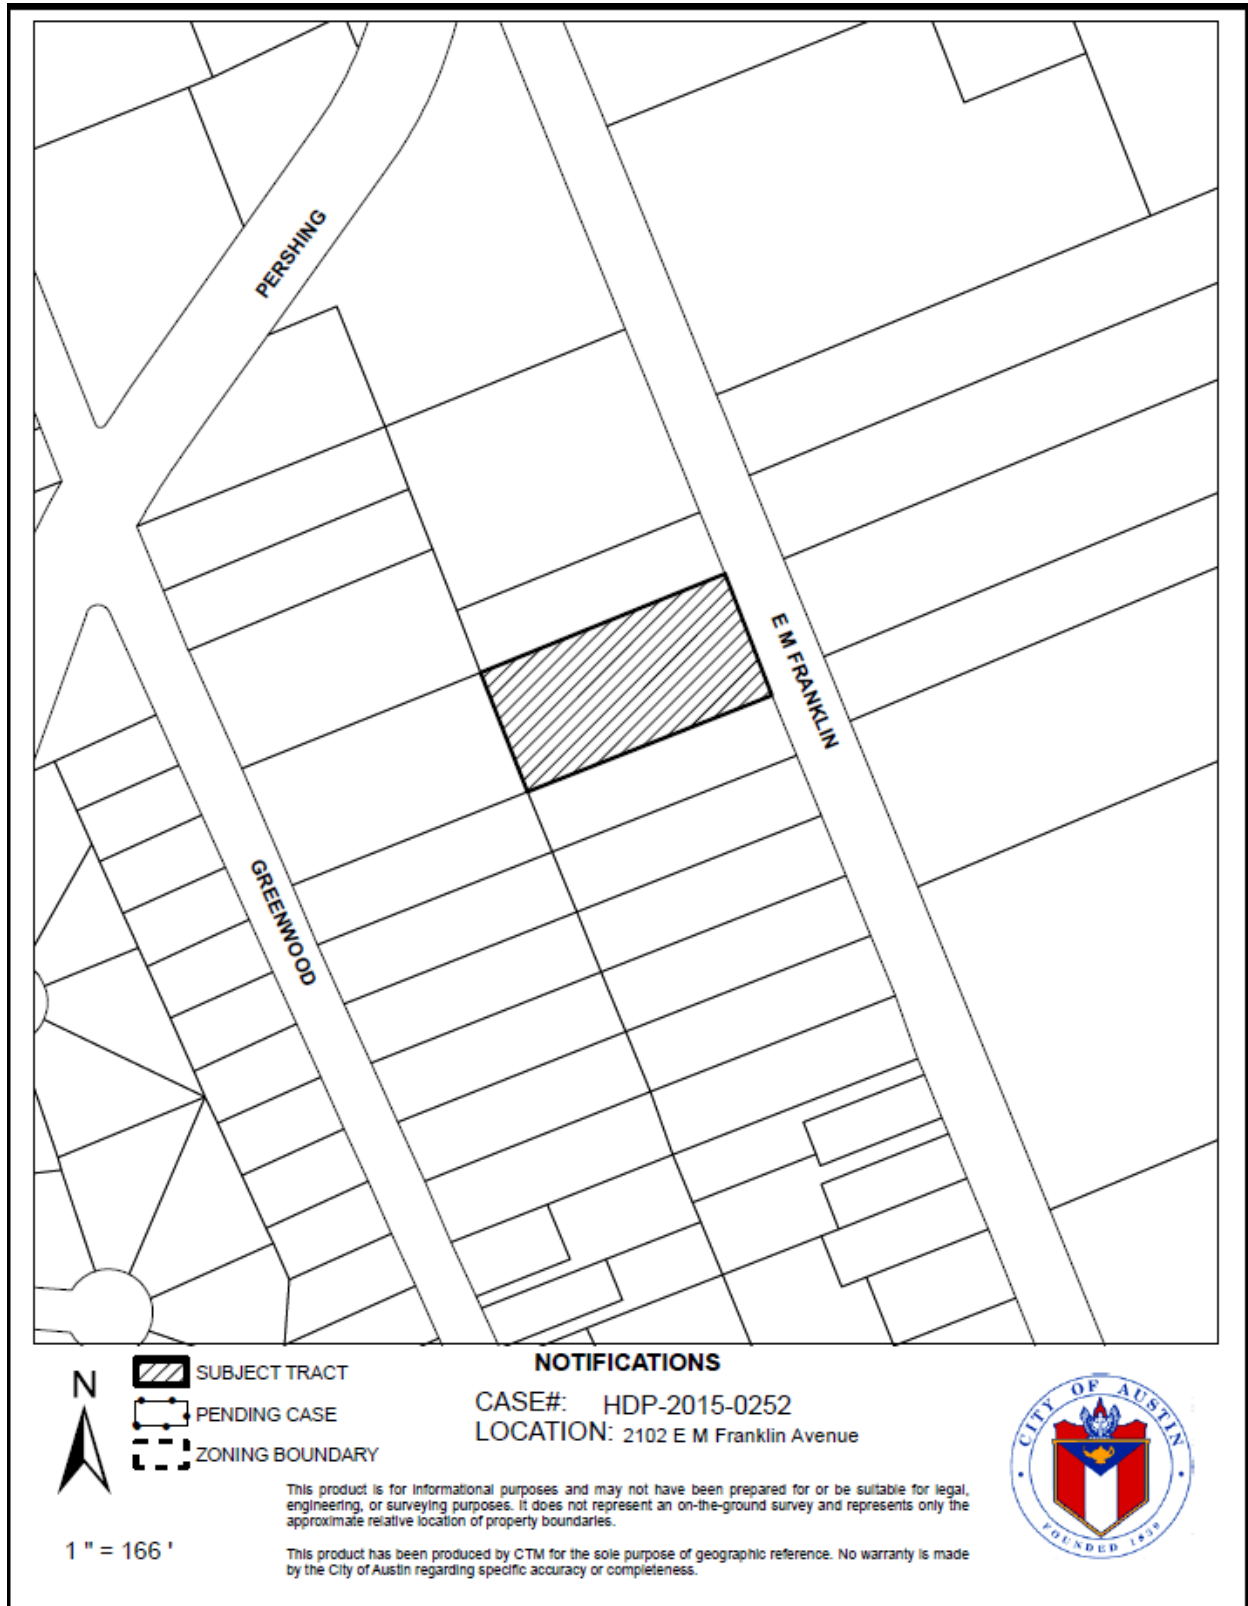 PERSHING
E M FRANKLIN
GREENWOOD
N
SUBJECT TRACT
PENDING CASE
ZONING BOUNDARY
NOTIFICATIONS
CASE#: HDP-2015-0252
LOCATION: 2102 E M Franklin Avenue
This product is for informational purposes and may not have been prepared for or be suitable for legal,
engineering, or surveying purposes. It does not represent an on-the-ground survey and represents only the
approximate relative location of property boundaries.
1 " = 166 '
This product has been produced by CTM for the sole purpose of geographic reference. No warranty is made
by the City of Austin regarding specific accuracy or completeness.
CITY OF AUSTIN
FOUNDED 1839